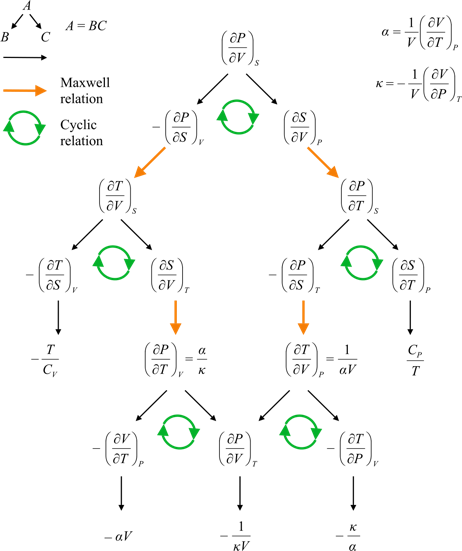 A
B C
A = BC
α = 1/V (∂V/∂T)_P
κ = − 1/V (∂V/∂P)_T
Maxwell
relation
Cyclic
relation
(∂P/∂V)_S
−(∂P/∂S)_V (∂S/∂V)_P
(∂T/∂V)_S (∂P/∂T)_S
−(∂T/∂S)_V (∂S/∂V)_T −(∂P/∂S)_T (∂S/∂T)_P
−T/C_V (∂P/∂T)_V = α/κ (∂T/∂V)_P = 1/αV C_P/T
−(∂V/∂T)_P (∂P/∂V)_T −(∂T/∂P)_V
−αV −1/κV −κ/α